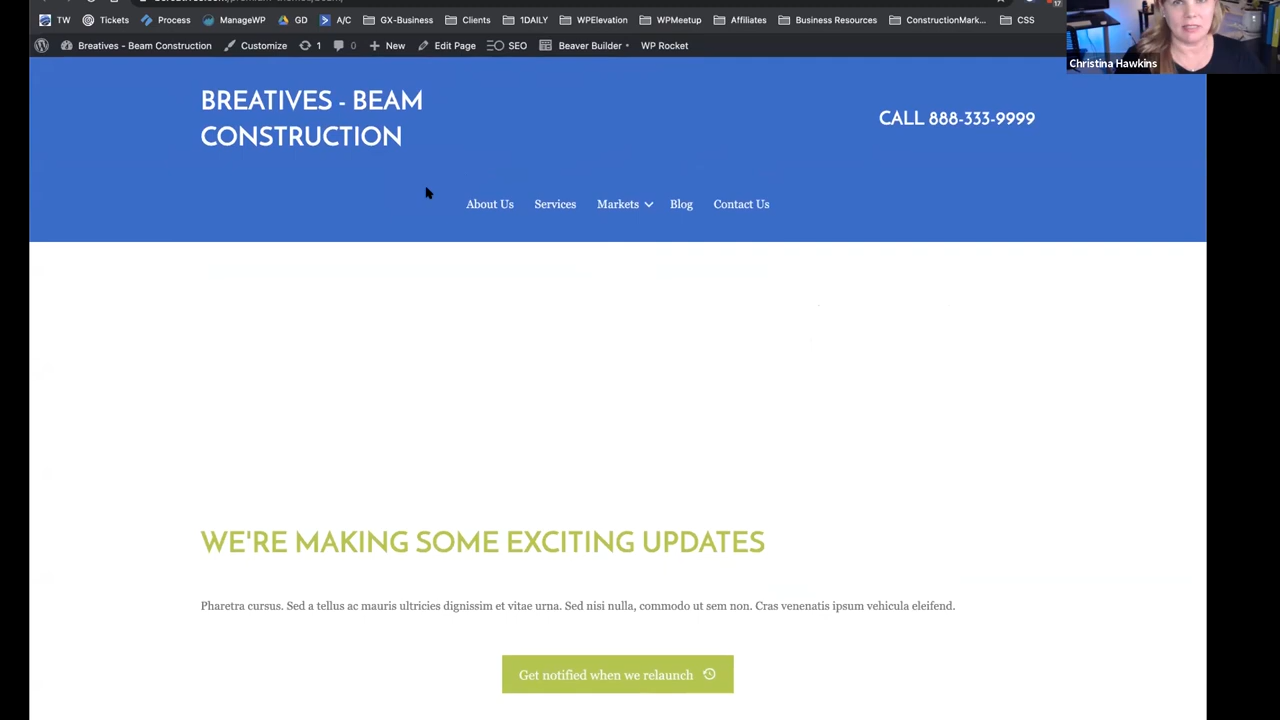 TW Tickets Process ManageWP GD A/C GX-Business Clients 1DAILY WPElevation WPMeetup Affiliates Business Resources ConstructionMark... CSS
17
Breatives - Beam Construction Customize 1 0 New Edit Page SEO Beaver Builder WP Rocket
Christina Hawkins
BREATIVES - BEAM
CONSTRUCTION
CALL 888-333-9999
About Us Services Markets Blog Contact Us
WE'RE MAKING SOME EXCITING UPDATES
Pharetra cursus. Sed a tellus ac mauris ultricies dignissim et vitae urna. Sed nisi nulla, commodo ut sem non. Cras venenatis ipsum vehicula eleifend.
Get notified when we relaunch